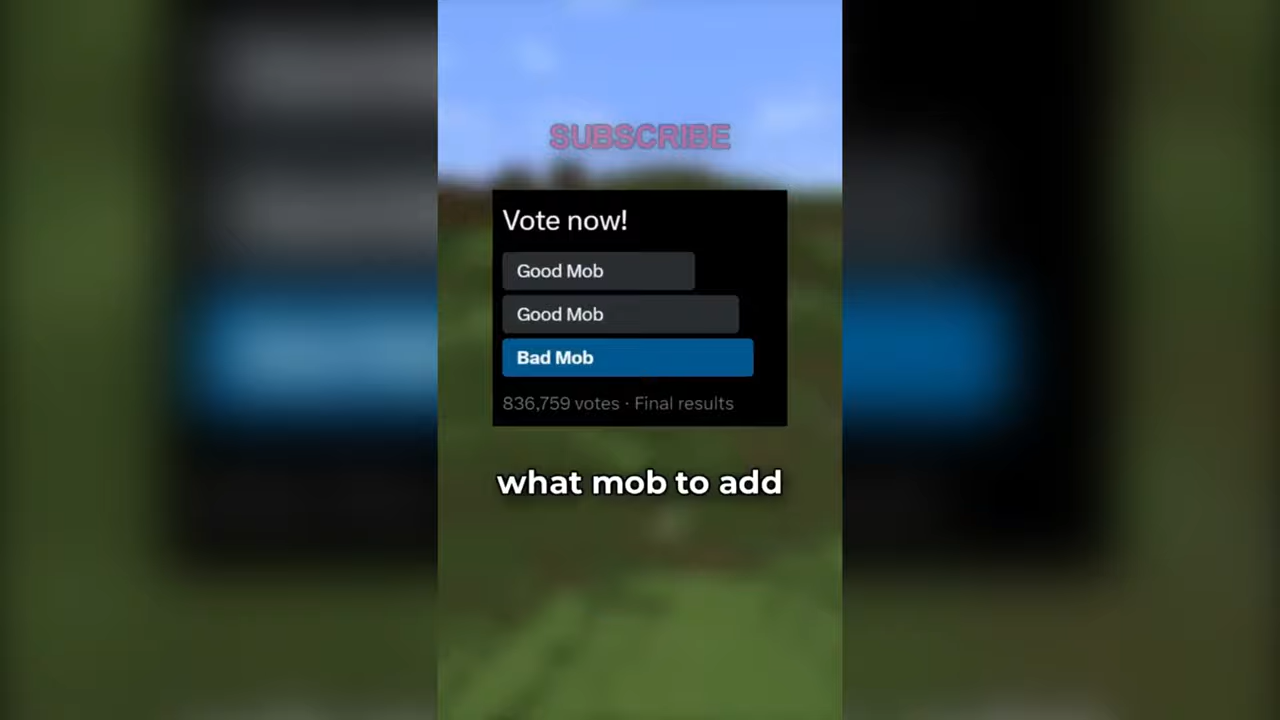 SUBSCRIBE
Vote now!
Good Mob
Good Mob
Bad Mob
836,759 votes · Final results
what mob to add